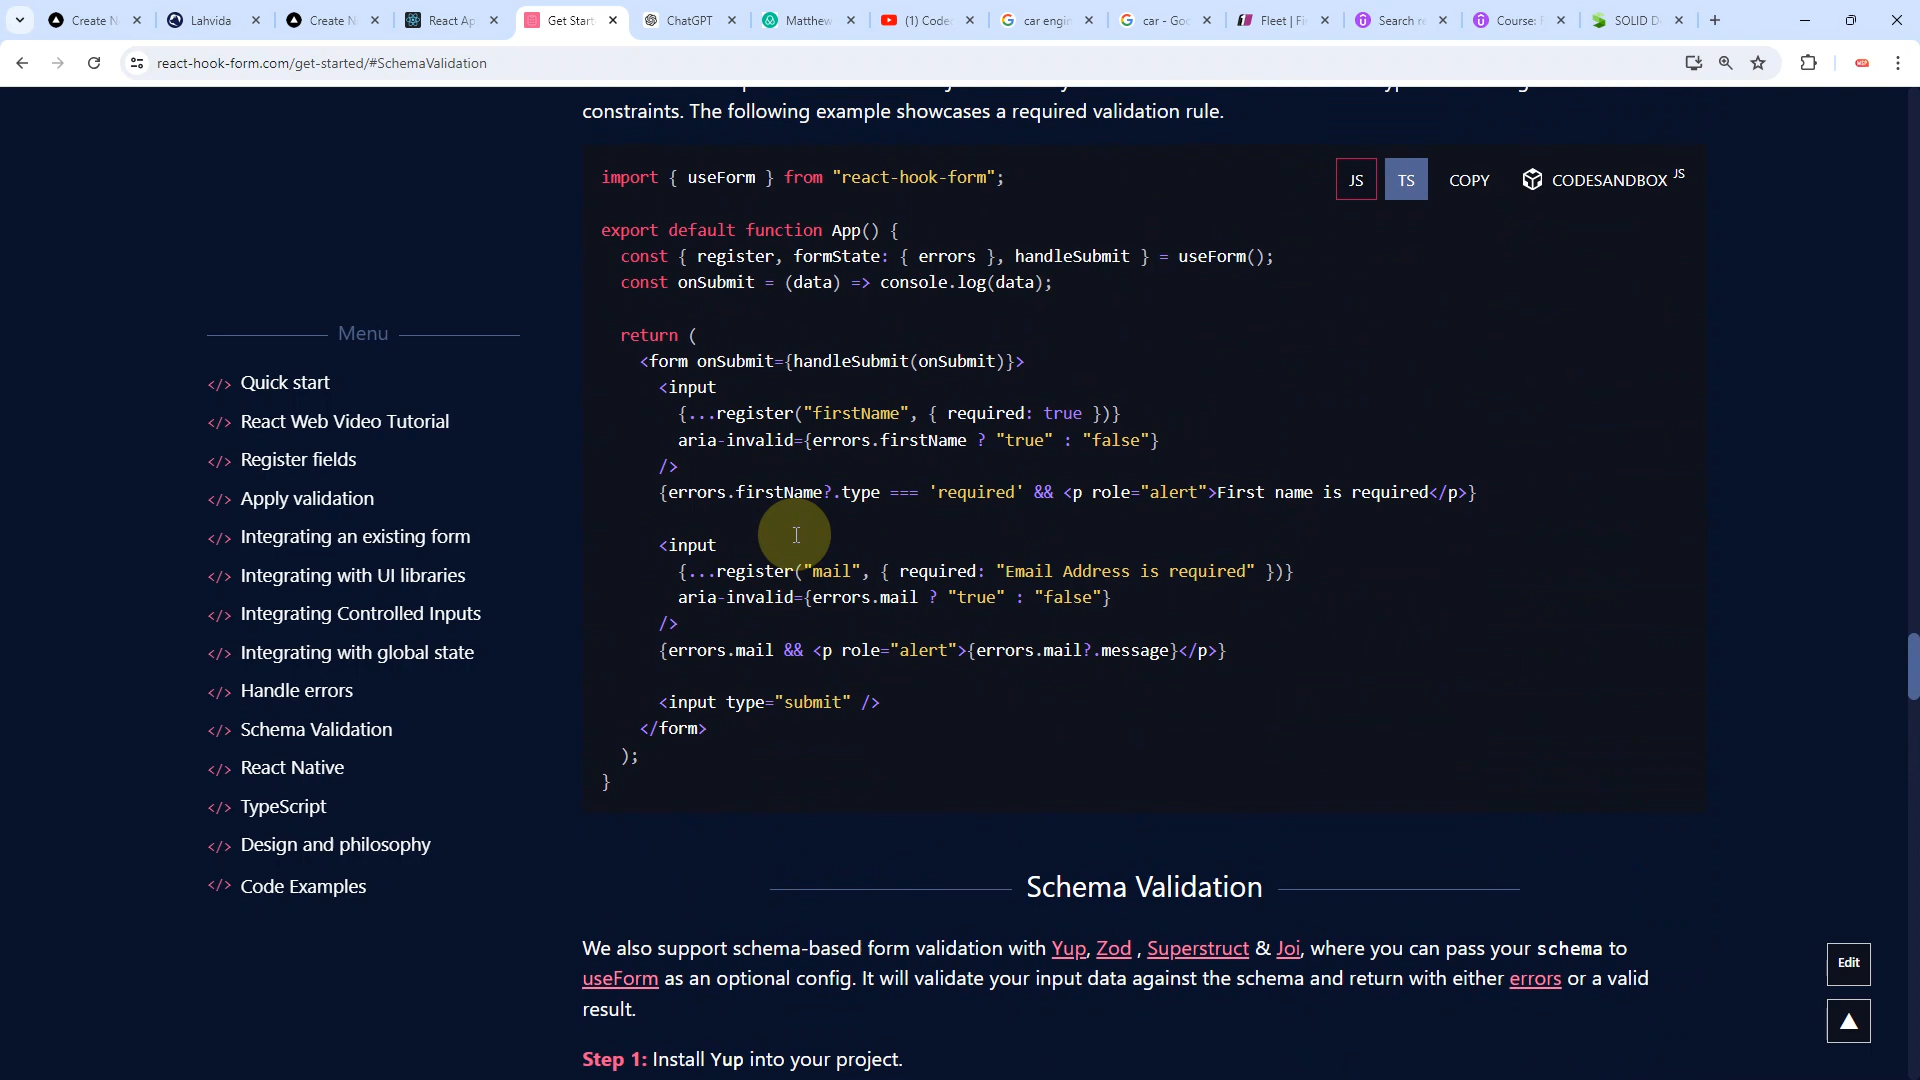 Create N
Lahvida
Create N
React Ap
Get Start
ChatGPT
Matthew
(1) Code
car engin
car - Goo
Fleet | Fi
Search re
Course: F
SOLID D
react-hook-form.com/get-started/#SchemaValidation
constraints. The following example showcases a required validation rule.
JS TS COPY CODESANDBOX JS
import { useForm } from "react-hook-form";
export default function App() {
const { register, formState: { errors }, handleSubmit } = useForm();
const onSubmit = (data) => console.log(data);
return (
<form onSubmit={handleSubmit(onSubmit)}>
<input
{...register("firstName", { required: true })}
aria-invalid={errors.firstName ? "true" : "false"}
/>
{errors.firstName?.type === 'required' && <p role="alert">First name is required</p>}
<input
{...register("mail", { required: "Email Address is required" })}
aria-invalid={errors.mail ? "true" : "false"}
/>
{errors.mail && <p role="alert">{errors.mail?.message}</p>}
<input type="submit" />
</form>
);
}
Menu
</> Quick start
</> React Web Video Tutorial
</> Register fields
</> Apply validation
</> Integrating an existing form
</> Integrating with UI libraries
</> Integrating Controlled Inputs
</> Integrating with global state
</> Handle errors
</> Schema Validation
</> React Native
</> TypeScript
</> Design and philosophy
</> Code Examples
Schema Validation
We also support schema-based form validation with Yup, Zod , Superstruct & Joi, where you can pass your schema to
useForm as an optional config. It will validate your input data against the schema and return with either errors or a valid
result.
Step 1: Install Yup into your project.
Edit